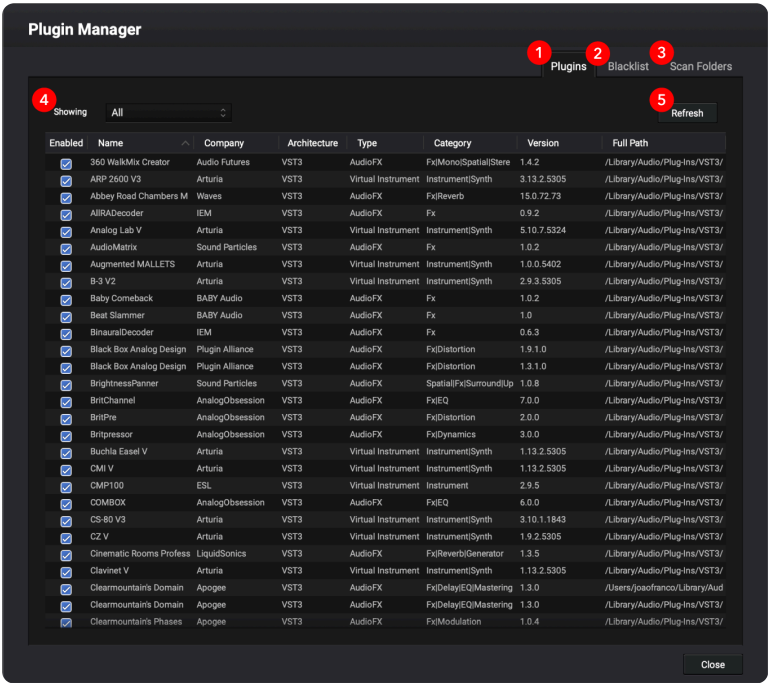 Plugin Manager
1 Plugins 2 Blacklist 3 Scan Folders
4 Showing All 5 Refresh
Enabled Name Company Architecture Type Category Version Full Path
360 WalkMix Creator Audio Futures VST3 AudioFX Fx|Mono|Spatial|Stere 1.4.2 /Library/Audio/Plug-Ins/VST3/
ARP 2600 V3 Arturia VST3 Virtual Instrument Instrument|Synth 3.13.2.5305 /Library/Audio/Plug-Ins/VST3/
Abbey Road Chambers M Waves VST3 AudioFX Fx|Reverb 15.0.72.73 /Library/Audio/Plug-Ins/VST3/
AllRADecoder IEM VST3 AudioFX Fx 0.9.2 /Library/Audio/Plug-Ins/VST3/
Analog Lab V Arturia VST3 Virtual Instrument Instrument|Synth 5.10.7.5324 /Library/Audio/Plug-Ins/VST3/
AudioMatrix Sound Particles VST3 AudioFX Fx 1.0.2 /Library/Audio/Plug-Ins/VST3/
Augmented MALLETS Arturia VST3 Virtual Instrument Instrument|Synth 1.0.0.5402 /Library/Audio/Plug-Ins/VST3/
B-3 V2 Arturia VST3 Virtual Instrument Instrument|Synth 2.9.3.5305 /Library/Audio/Plug-Ins/VST3/
Baby Comeback BABY Audio VST3 AudioFX Fx 1.0.2 /Library/Audio/Plug-Ins/VST3/
Beat Slammer BABY Audio VST3 AudioFX Fx 1.0 /Library/Audio/Plug-Ins/VST3/
BinauralDecoder IEM VST3 AudioFX Fx 0.6.3 /Library/Audio/Plug-Ins/VST3/
Black Box Analog Design Plugin Alliance VST3 AudioFX Fx|Distortion 1.9.1.0 /Library/Audio/Plug-Ins/VST3/
Black Box Analog Design Plugin Alliance VST3 AudioFX Fx|Distortion 1.3.1.0 /Library/Audio/Plug-Ins/VST3/
BrightnessPanner Sound Particles VST3 AudioFX Spatial|Fx|Surround|Up 1.0.8 /Library/Audio/Plug-Ins/VST3/
BritChannel AnalogObsession VST3 AudioFX Fx|EQ 7.0.0 /Library/Audio/Plug-Ins/VST3/
BritPre AnalogObsession VST3 AudioFX Fx|Distortion 2.0.0 /Library/Audio/Plug-Ins/VST3/
Britpressor AnalogObsession VST3 AudioFX Fx|Dynamics 3.0.0 /Library/Audio/Plug-Ins/VST3/
Buchla Easel V Arturia VST3 Virtual Instrument Instrument|Synth 1.13.2.5305 /Library/Audio/Plug-Ins/VST3/
CMI V Arturia VST3 Virtual Instrument Instrument|Synth 1.13.2.5305 /Library/Audio/Plug-Ins/VST3/
CMP100 ESL VST3 Virtual Instrument Instrument 2.9.5 /Library/Audio/Plug-Ins/VST3/
COMBOX AnalogObsession VST3 AudioFX Fx|EQ 6.0.0 /Library/Audio/Plug-Ins/VST3/
CS-80 V3 Arturia VST3 Virtual Instrument Instrument|Synth 3.10.1.1843 /Library/Audio/Plug-Ins/VST3/
CZ V Arturia VST3 Virtual Instrument Instrument|Synth 1.9.2.5305 /Library/Audio/Plug-Ins/VST3/
Cinematic Rooms Profess LiquidSonics VST3 AudioFX Fx|Reverb|Generator 1.3.5 /Library/Audio/Plug-Ins/VST3/
Clavinet V Arturia VST3 Virtual Instrument Instrument|Synth 1.13.2.5305 /Library/Audio/Plug-Ins/VST3/
Clearmountain's Domain Apogee VST3 AudioFX Fx|Delay|EQ|Mastering 1.3.0 /Users/joaofranco/Library/Aud
Clearmountain's Domain Apogee VST3 AudioFX Fx|Delay|EQ|Mastering 1.3.0 /Library/Audio/Plug-Ins/VST3/
Clearmountain's Phases Apogee VST3 AudioFX Fx|Modulation 1.0.4 /Library/Audio/Plug-Ins/VST3/
Close